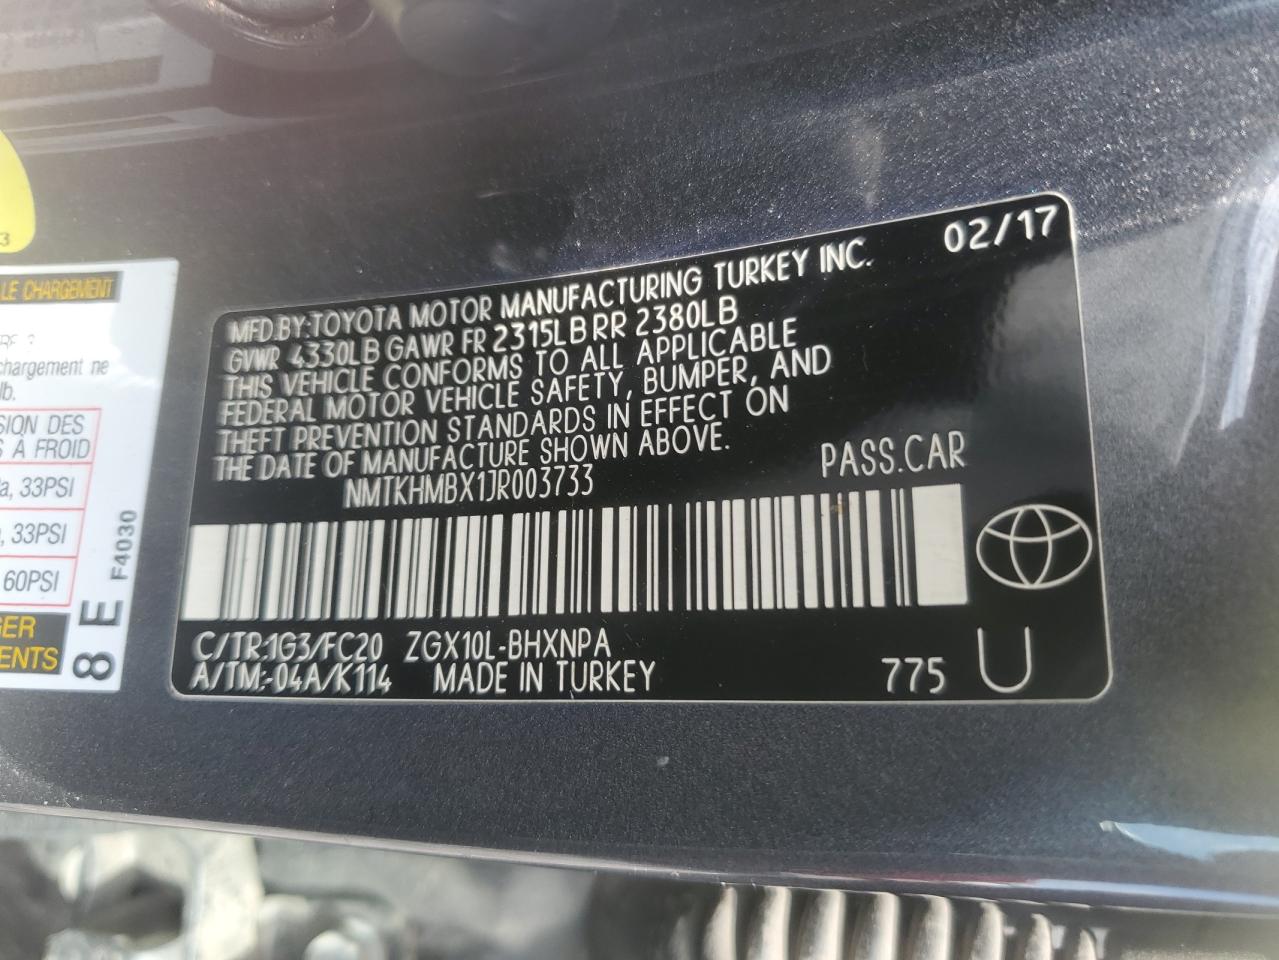 02/17
MFD.BY:TOYOTA MOTOR MANUFACTURING TURKEY INC.
GVWR 4330LB GAWR FR 2315LB RR 2380LB
THIS VEHICLE CONFORMS TO ALL APPLICABLE
FEDERAL MOTOR VEHICLE SAFETY, BUMPER, AND
THEFT PREVENTION STANDARDS IN EFFECT ON
THE DATE OF MANUFACTURE SHOWN ABOVE.
NMTKHMBX1JR003733 PASS.CAR
C/TR:1G3/FC20 ZGX10L-BHXNPA
A/TM:-04A/K114 MADE IN TURKEY 775 U
3
LE CHARGEMENT
chargement ne
lb.
SION DES
S A FROID
a, 33PSI
, 33PSI
60PSI
GER
ENTS
8 E F4030